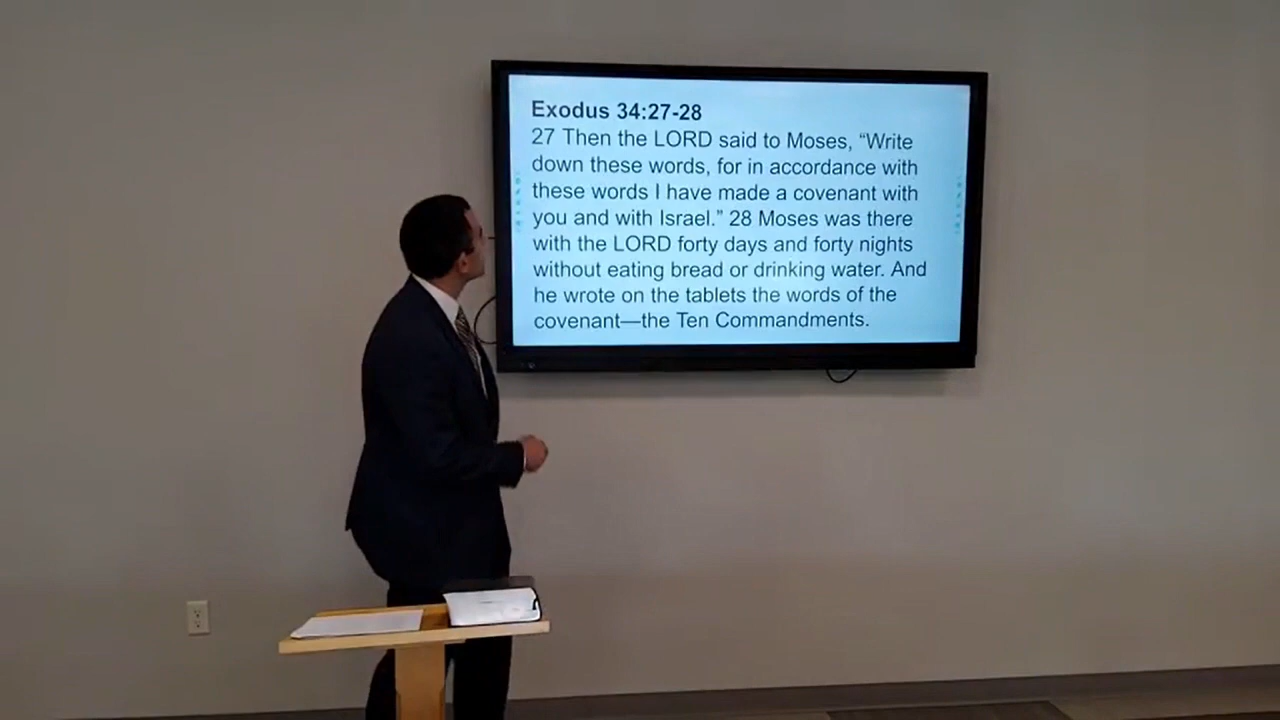 Exodus 34:27-28
27 Then the LORD said to Moses, “Write
down these words, for in accordance with
these words I have made a covenant with
you and with Israel.” 28 Moses was there
with the LORD forty days and forty nights
without eating bread or drinking water. And
he wrote on the tablets the words of the
covenant—the Ten Commandments.